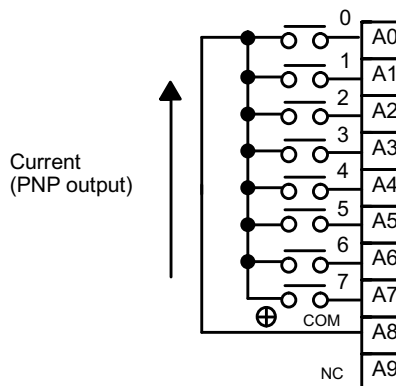 0
A0
1
A1
2
A2
3
A3
Current
(PNP output)
4
A4
5
A5
6
A6
7
A7
COM
A8
NC
A9